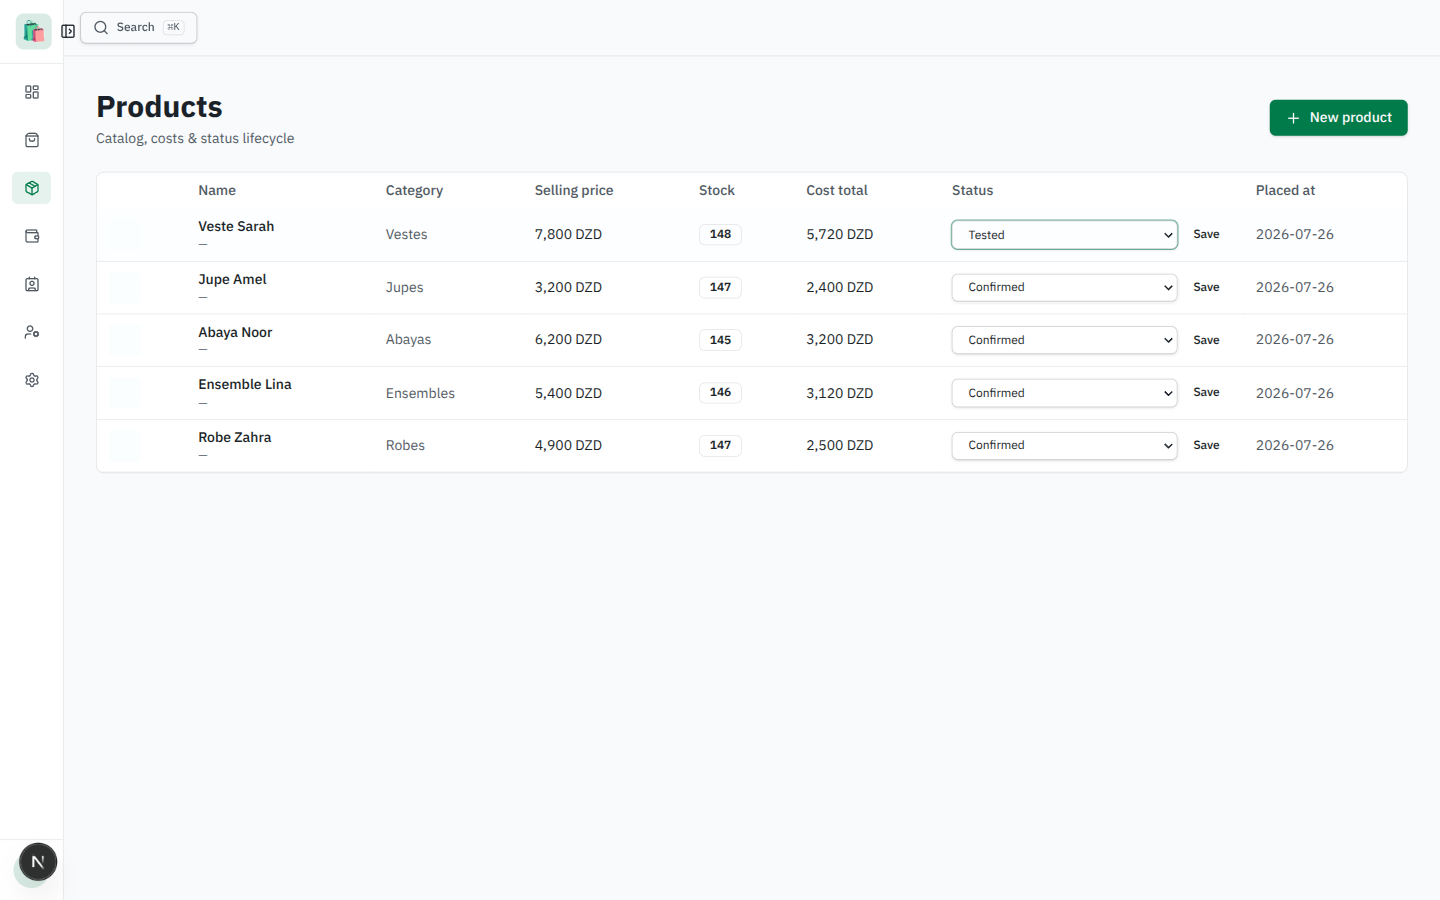 Search ⌘K
Products
Catalog, costs & status lifecycle
New product
Name Category Selling price Stock Cost total Status Placed at
Veste Sarah
—
Vestes 7,800 DZD 148 5,720 DZD Tested Save 2026-07-26
Jupe Amel
—
Jupes 3,200 DZD 147 2,400 DZD Confirmed Save 2026-07-26
Abaya Noor
—
Abayas 6,200 DZD 145 3,200 DZD Confirmed Save 2026-07-26
Ensemble Lina
—
Ensembles 5,400 DZD 146 3,120 DZD Confirmed Save 2026-07-26
Robe Zahra
—
Robes 4,900 DZD 147 2,500 DZD Confirmed Save 2026-07-26
N